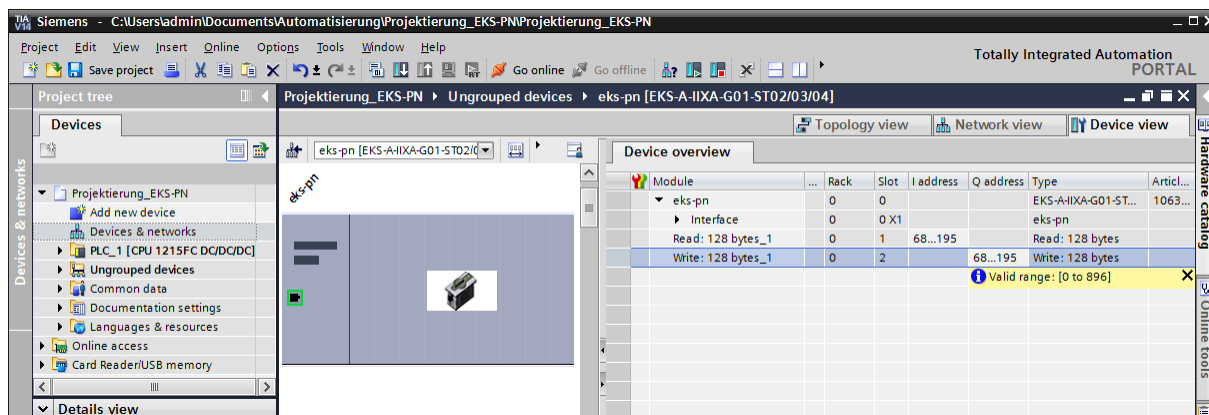 TIA V14 Siemens - C:\Users\admin\Documents\Automatisierung\Projektierung_EKS-PN\Projektierung_EKS-PN
Project Edit View Insert Online Options Tools Window Help
Totally Integrated Automation
PORTAL
Save project Go online Go offline
Project tree
Projektierung_EKS-PN ▸ Ungrouped devices ▸ eks-pn [EKS-A-IIXA-G01-ST02/03/04]
Devices
Topology view Network view Device view
eks-pn [EKS-A-IIXA-G01-ST02/0
Device overview
Devices & networks
Hardware catalog
Online tools
Module ... Rack Slot I address Q address Type Articl...
eks-pn 0 0 EKS-A-IIXA-G01-ST... 1063...
Interface 0 0 X1 eks-pn
Read: 128 bytes_1 0 1 68...195 Read: 128 bytes
Write: 128 bytes_1 0 2 68...195 Write: 128 bytes
Valid range: [0 to 896]
eks-pn
Projektierung_EKS-PN
Add new device
Devices & networks
PLC_1 [CPU 1215FC DC/DC/DC]
Ungrouped devices
Common data
Documentation settings
Languages & resources
Online access
Card Reader/USB memory
Details view